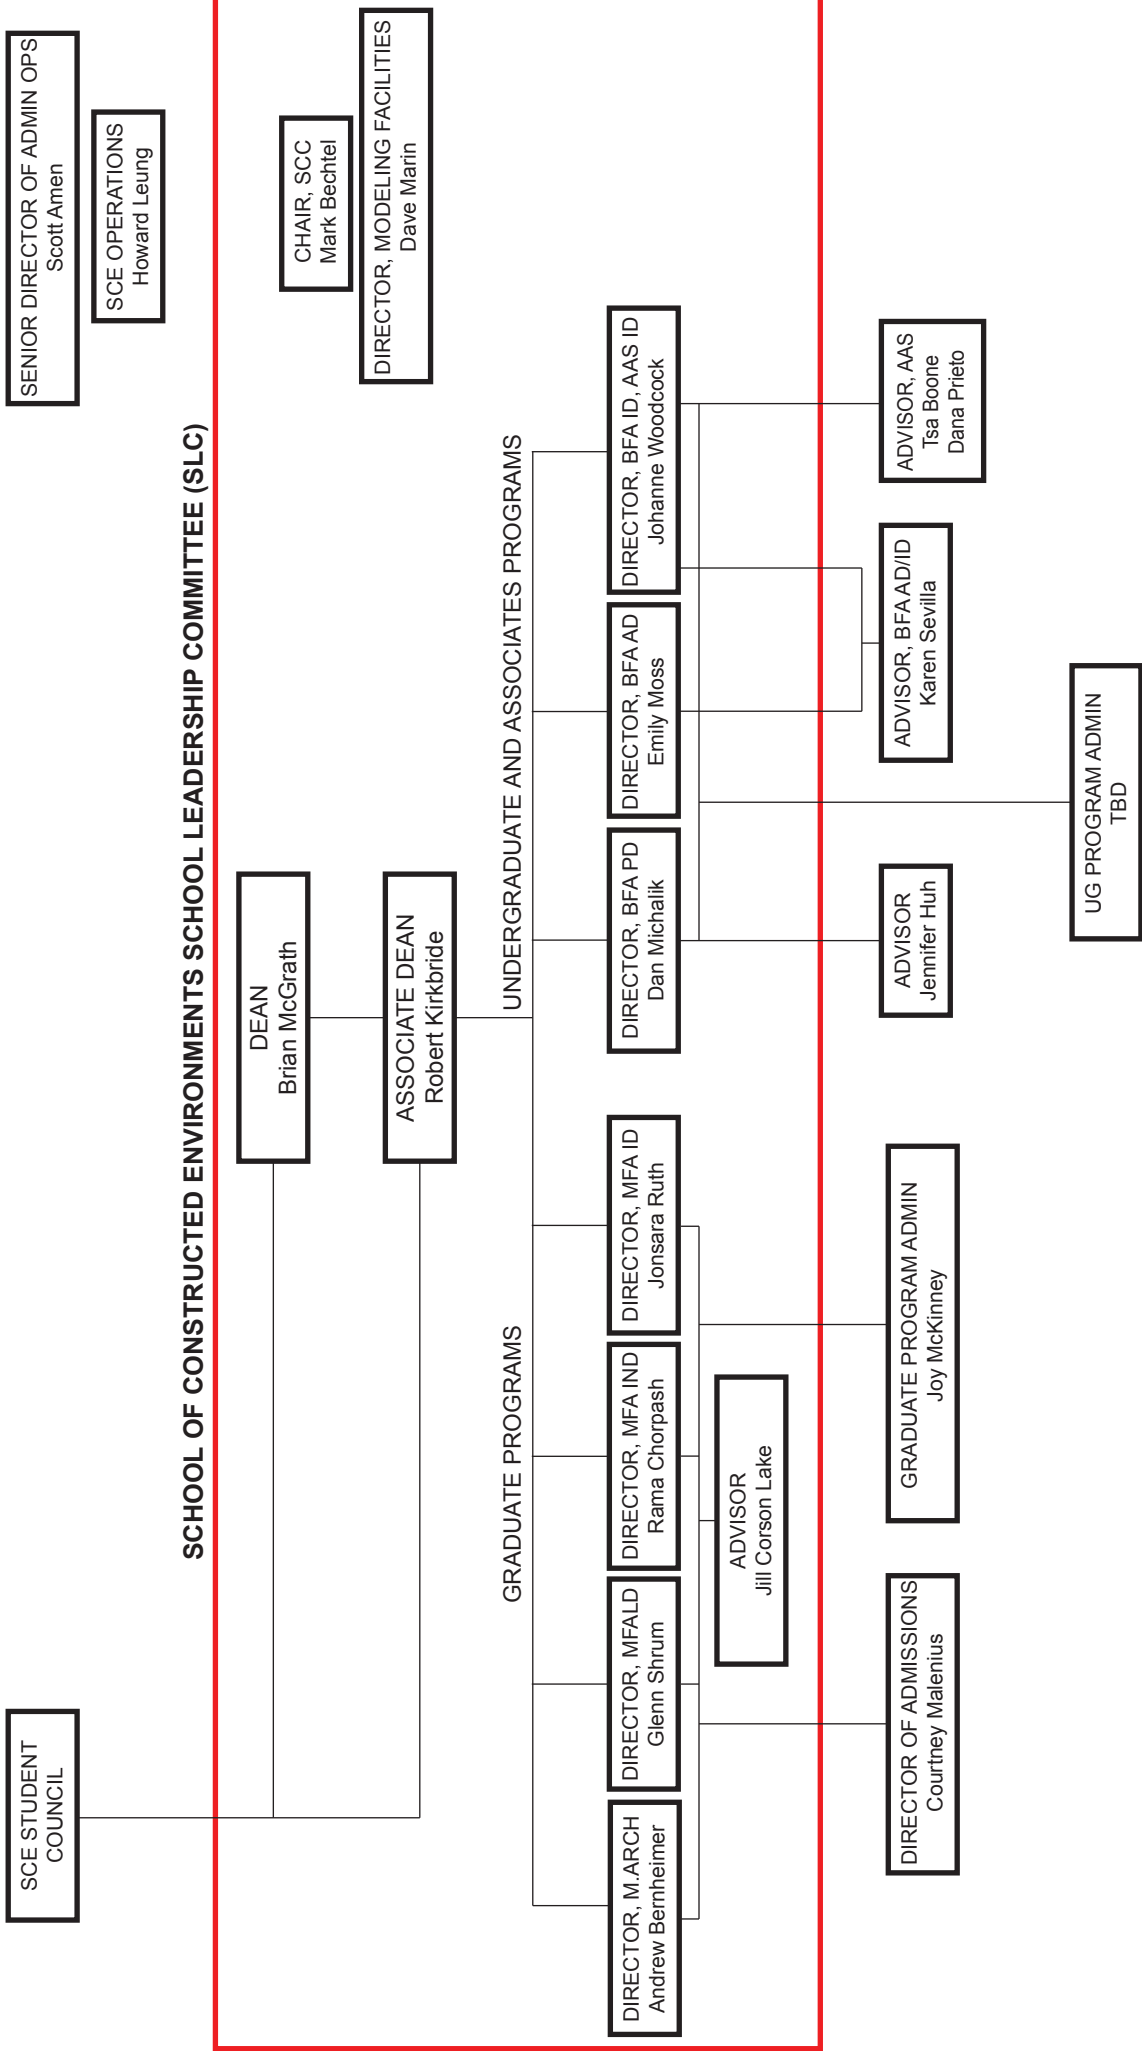 SCE STUDENT
COUNCIL
SENIOR DIRECTOR OF ADMIN OPS
Scott Amen
SCE OPERATIONS
Howard Leung
SCHOOL OF CONSTRUCTED ENVIRONMENTS SCHOOL LEADERSHIP COMMITTEE (SLC)
DEAN
Brian McGrath
CHAIR, SCC
Mark Bechtel
DIRECTOR, MODELING FACILITIES
Dave Marin
ASSOCIATE DEAN
Robert Kirkbride
GRADUATE PROGRAMS
UNDERGRADUATE AND ASSOCIATES PROGRAMS
DIRECTOR, M.ARCH
Andrew Bernheimer
DIRECTOR, MFALD
Glenn Shrum
DIRECTOR, MFA IND
Rama Chorpash
DIRECTOR, MFA ID
Jonsara Ruth
DIRECTOR, BFA PD
Dan Michalik
DIRECTOR, BFA AD
Emily Moss
DIRECTOR, BFA ID, AAS ID
Johanne Woodcock
ADVISOR
Jill Corson Lake
DIRECTOR OF ADMISSIONS
Courtney Malenius
GRADUATE PROGRAM ADMIN
Joy McKinney
ADVISOR
Jennifer Huh
ADVISOR, BFA AD/ID
Karen Sevilla
ADVISOR, AAS
Tsa Boone
Dana Prieto
UG PROGRAM ADMIN
TBD